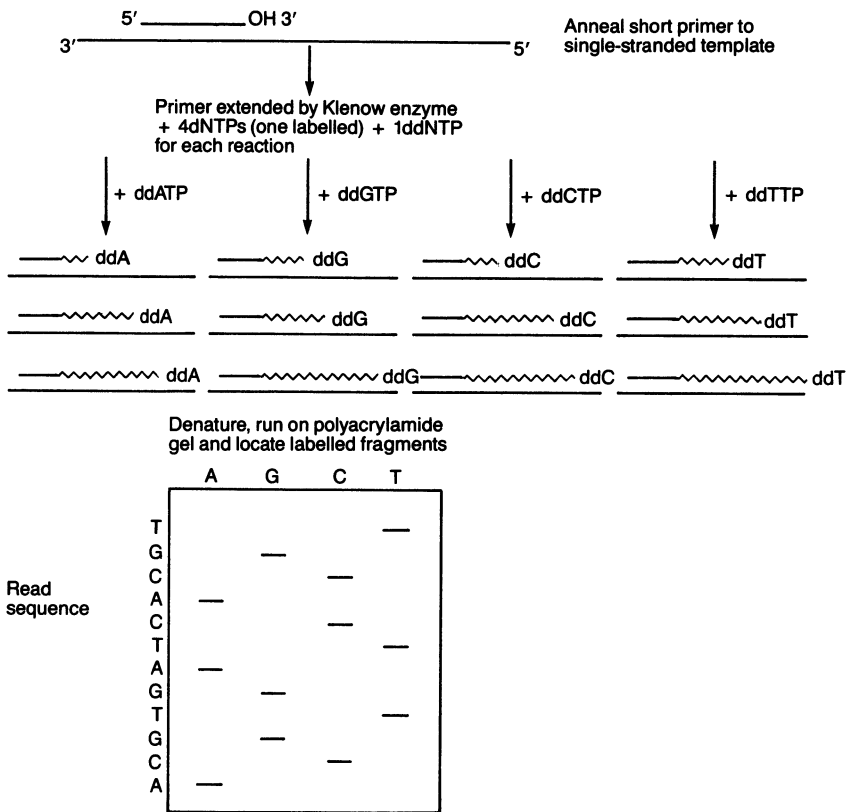 5′ OH 3′
3′ 5′
Anneal short primer to
single-stranded template
Primer extended by Klenow enzyme
+ 4dNTPs (one labelled) + 1ddNTP
for each reaction
+ ddATP + ddGTP + ddCTP + ddTTP
ddA ddG ddC ddT
ddA ddG ddC ddT
ddA ddG ddC ddT
Denature, run on polyacrylamide
gel and locate labelled fragments
A G C T
T
G
C
A
C
T
A
G
T
G
C
A
Read
sequence